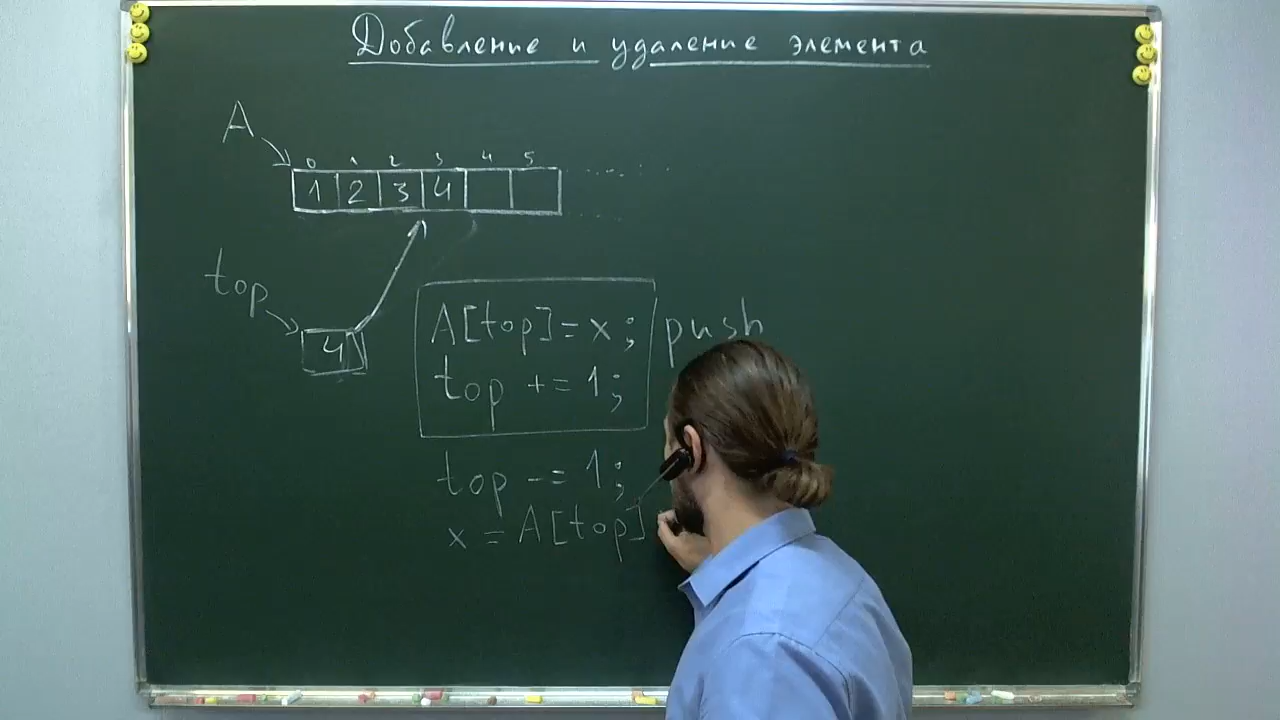 Добавление и удаление элемента
A
0 1 2 3 4 5
1 2 3 4
top
4
A[top]=x; push
top += 1;
top -= 1;
x = A[top]